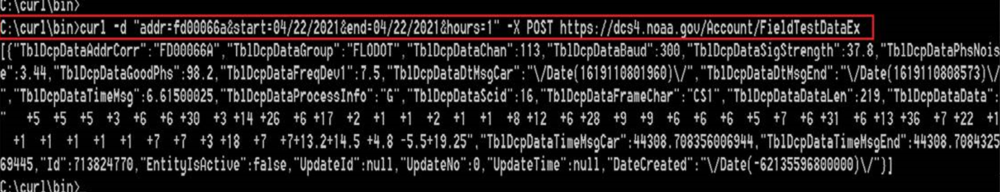 C:\curl\bin>
C:\curl\bin>curl -d "addr=fd00066a&start=04/22/2021&end=04/22/2021&hours=1" -X POST https://dcs4.noaa.gov/Account/FieldTestDataEx
[{"TblDcpDataAddrCorr":"FD00066A","TblDcpDataGroup":"FLODOT","TblDcpDataChan":113,"TblDcpDataBaud":300,"TblDcpDataSigStrength":37.8,"TblDcpDataPhsNois
e":3.44,"TblDcpDataGoodPhs":98.2,"TblDcpDataFreqDev1":7.5,"TblDcpDataDtMsgCar":"\/Date(1619110801960)\/","TblDcpDataDtMsgEnd":"\/Date(1619110808573)\/
","TblDcpDataTimeMsg":6.61500025,"TblDcpDataProcessInfo":"G","TblDcpDataScid":16,"TblDcpDataFrameChar":"CS1","TblDcpDataDataLen":219,"TblDcpDataData":
"  +5  +5  +5  +3  +6  +6 +30  +3 +14 +26  +6 +17  +2  +1  +1  +2  +1  +1  +8 +12  +6 +28  +9  +9  +6  +6  +6  +5  +7  +6 +31  +6 +13 +36  +7 +22  +1
  +1  +1  +1  +1  +1  +7  +7  +3 +18  +7  +7+13.2+14.5 +4.8 -5.5+19.25","TblDcpDataTimeMsgCar":44308.708356006944,"TblDcpDataTimeMsgEnd":44308.7084325
69445,"Id":713824770,"EntityIsActive":false,"UpdateId":null,"UpdateNo":0,"UpdateTime":null,"DateCreated":"\/Date(-62135596800000)\/"}]
C:\curl\bin>